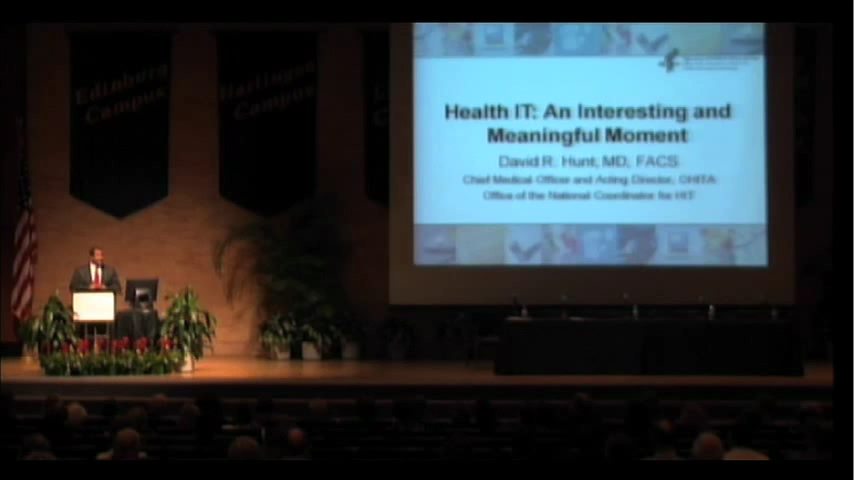 Edinburg
Campus
Harlingen
Campus
Health IT: An Interesting and
Meaningful Moment
David R. Hunt, MD, FACS
Chief Medical Officer and Acting Director, OHITA
Office of the National Coordinator for HIT